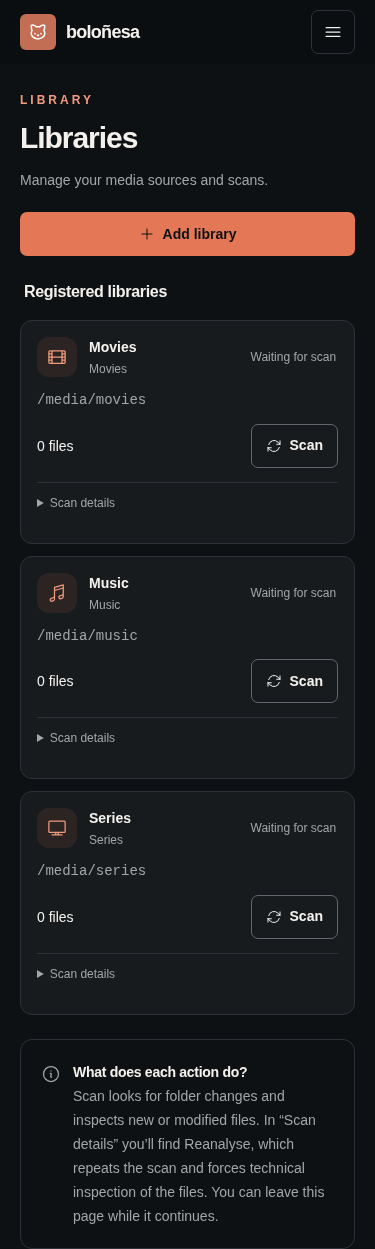 boloñesa
LIBRARY
Libraries
Manage your media sources and scans.
Add library
Registered libraries
Movies
Movies
Waiting for scan
/media/movies
0 files
Scan
Scan details
Music
Music
Waiting for scan
/media/music
0 files
Scan
Scan details
Series
Series
Waiting for scan
/media/series
0 files
Scan
Scan details
What does each action do?
Scan looks for folder changes and
inspects new or modified files. In “Scan
details” you’ll find Reanalyse, which
repeats the scan and forces technical
inspection of the files. You can leave this
page while it continues.